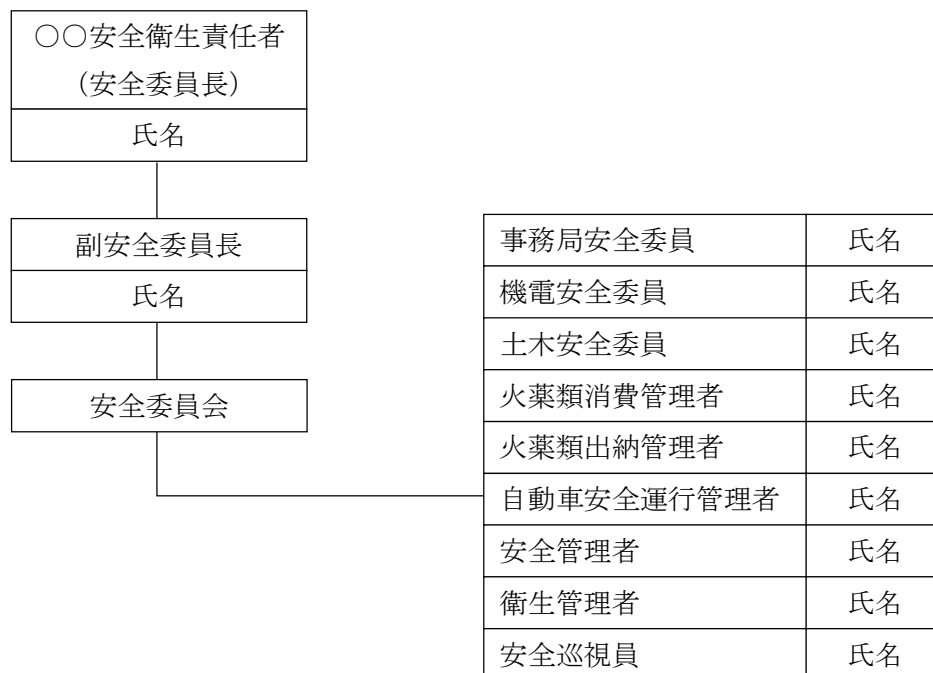 ○○安全衛生責任者
（安全委員長）
氏名
副安全委員長
氏名
安全委員会
事務局安全委員 氏名
機電安全委員 氏名
土木安全委員 氏名
火薬類消費管理者 氏名
火薬類出納管理者 氏名
自動車安全運行管理者 氏名
安全管理者 氏名
衛生管理者 氏名
安全巡視員 氏名